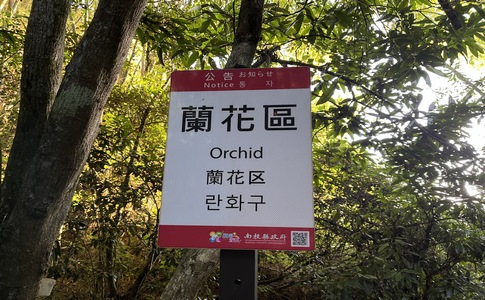 公告 お知らせ
Notice 통 자
蘭花區
Orchid
蘭花区
란화구
南投縣政府